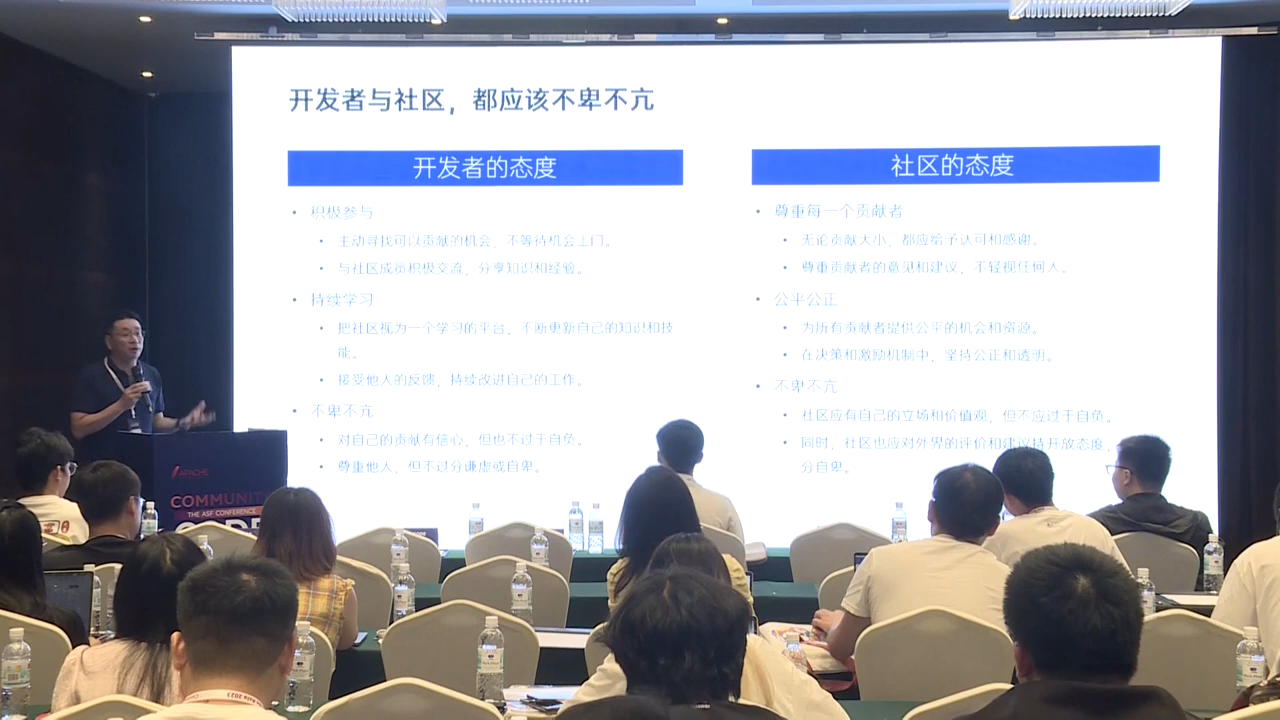 开发者与社区，都应该不卑不亢
开发者的态度
积极参与
主动寻找可以贡献的机会，不等待机会上门。
与社区成员积极交流，分享知识和经验。
持续学习
把社区视为一个学习的平台，不断更新自己的知识和技
能。
接受他人的反馈，持续改进自己的工作。
不卑不亢
对自己的贡献有信心，但也不过于自负。
尊重他人，但不过分谦虚或自卑。
社区的态度
尊重每一个贡献者
无论贡献大小，都应给予认可和感谢。
尊重贡献者的意见和建议，不轻视任何人。
公平公正
为所有贡献者提供公平的机会和资源。
在决策和激励机制中，坚持公正和透明。
不卑不亢
社区应有自己的立场和价值观，但不应过于自负。
同时，社区也应对外界的评价和建议持开放态度，
分自卑。
APACHE
COMMUNITY
THE ASF CONFERENCE